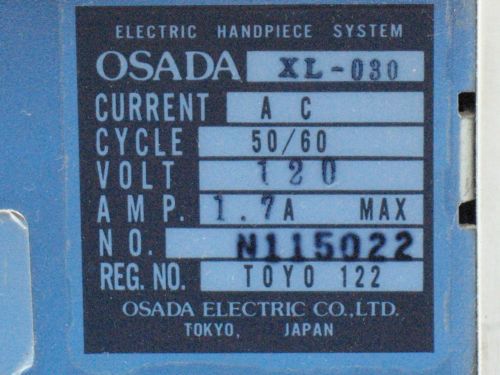 ELECTRIC HANDPIECE SYSTEM
OSADA XL-030
CURRENT A C
CYCLE 50/60
VOLT 120
AMP. 1.7A MAX
NO. N115022
REG. NO. TOYO 122
OSADA ELECTRIC CO., LTD.
TOKYO, JAPAN